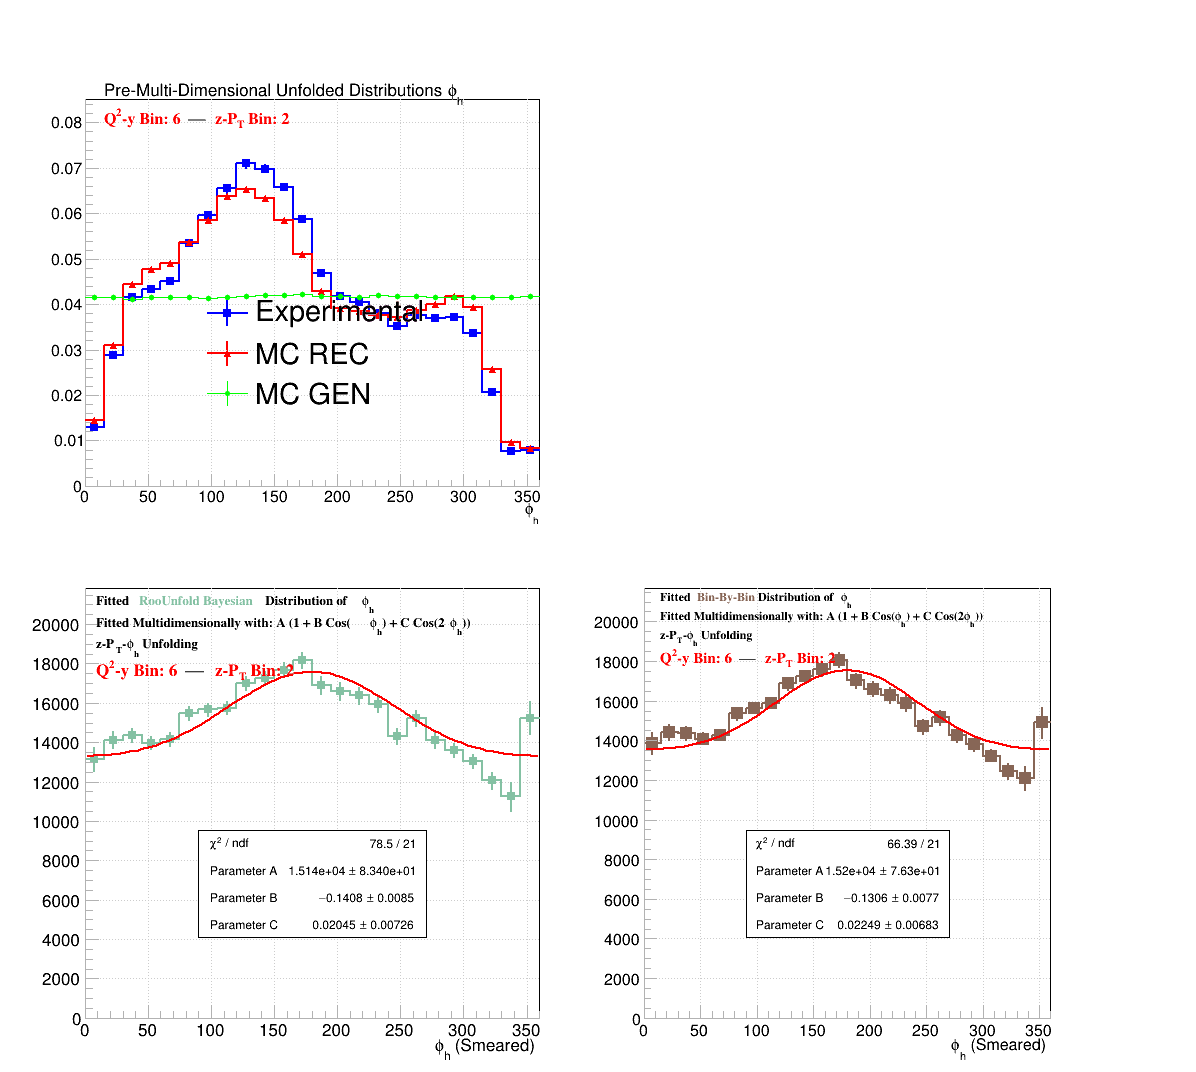 Pre-Multi-Dimensional Unfolded Distributions ϕh
Q2-y Bin: 6 — z-PT Bin: 2
0.08
0.07
0.06
0.05
0.04
0.03
0.02
0.01
0
Experimental
MC REC
MC GEN
0 50 100 150 200 250 300 350
ϕh
Fitted RooUnfold Bayesian Distribution of ϕh
Fitted Multidimensionally with: A (1 + B Cos( ϕh) + C Cos(2 ϕh))
z-PT-ϕh Unfolding
Q2-y Bin: 6 — z-PT Bin: 2
20000
18000
16000
14000
12000
10000
8000
6000
4000
2000
0
χ2 / ndf 78.5 / 21
Parameter A 1.514e+04 ± 8.340e+01
Parameter B −0.1408 ± 0.0085
Parameter C 0.02045 ± 0.00726
0 50 100 150 200 250 300 350
ϕh (Smeared)
Fitted Bin-By-Bin Distribution of ϕh
Fitted Multidimensionally with: A (1 + B Cos(ϕh) + C Cos(2ϕh))
z-PT-ϕh Unfolding
Q2-y Bin: 6 — z-PT Bin: 2
20000
18000
16000
14000
12000
10000
8000
6000
4000
2000
0
χ2 / ndf 66.39 / 21
Parameter A 1.52e+04 ± 7.63e+01
Parameter B −0.1306 ± 0.0077
Parameter C 0.02249 ± 0.00683
0 50 100 150 200 250 300 350
ϕh (Smeared)